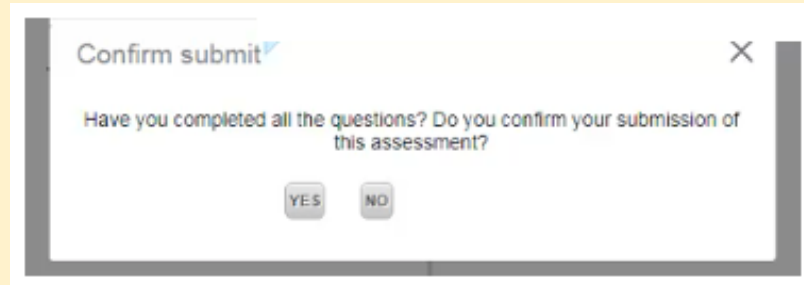 Confirm submit
Have you completed all the questions? Do you confirm your submission of
this assessment?
YES NO